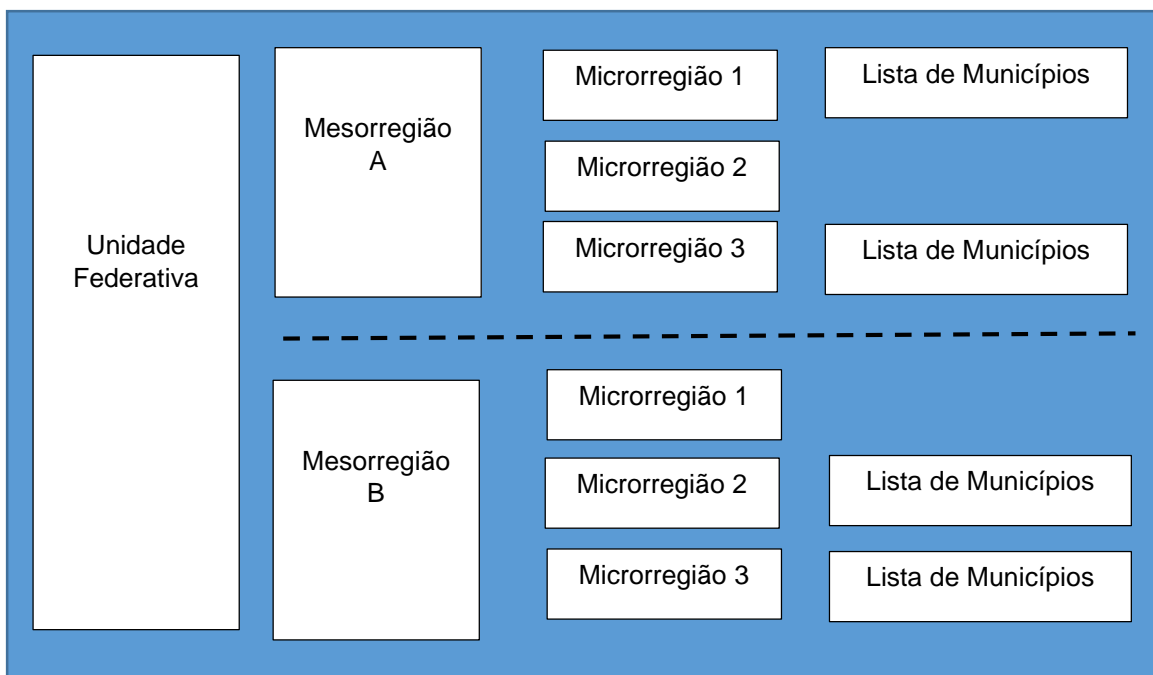 Unidade
Federativa
Mesorregião
A
Microrregião 1
Lista de Municípios
Microrregião 2
Microrregião 3
Lista de Municípios
Mesorregião
B
Microrregião 1
Microrregião 2
Lista de Municípios
Microrregião 3
Lista de Municípios